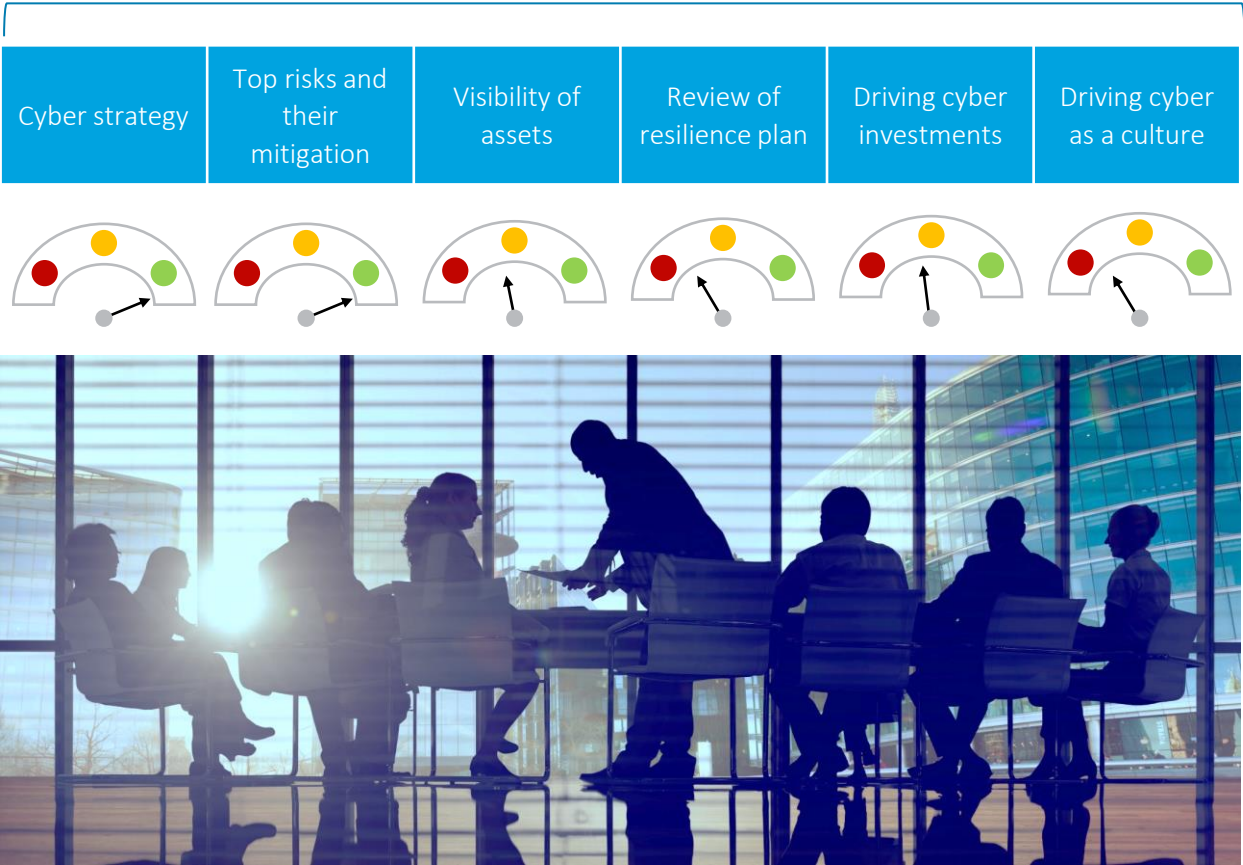 Cyber strategy
Top risks and
their
mitigation
Visibility of
assets
Review of
resilience plan
Driving cyber
investments
Driving cyber
as a culture